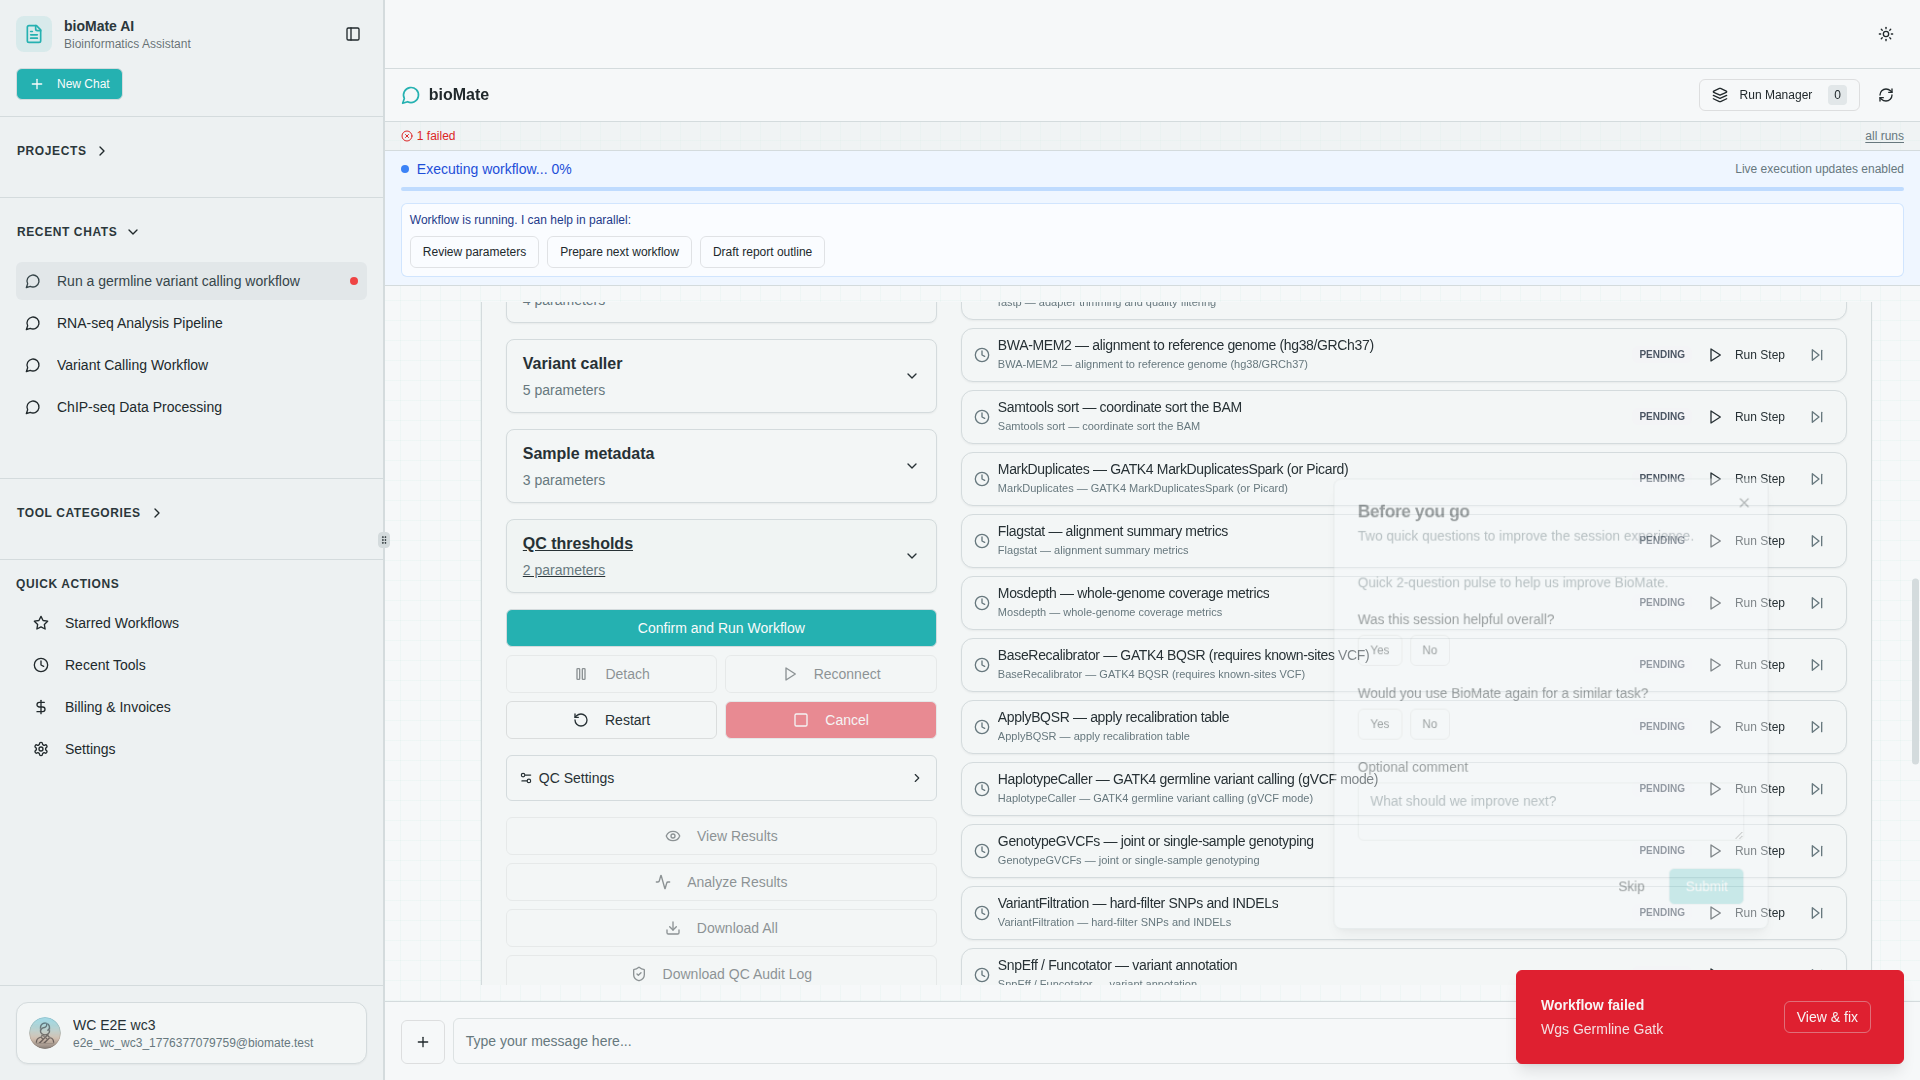 bioMate AI
Bioinformatics Assistant
New Chat
PROJECTS
RECENT CHATS
Run a germline variant calling workflow
RNA-seq Analysis Pipeline
Variant Calling Workflow
ChIP-seq Data Processing
TOOL CATEGORIES
QUICK ACTIONS
Starred Workflows
Recent Tools
Billing & Invoices
Settings
WC E2E wc3
e2e_wc_wc3_1776377079759@biomate.test
bioMate
Run Manager 0
1 failed
all runs
Executing workflow... 0%
Live execution updates enabled
Workflow is running. I can help in parallel:
Review parameters
Prepare next workflow
Draft report outline
4 parameters
Variant caller
5 parameters
Sample metadata
3 parameters
QC thresholds
2 parameters
Confirm and Run Workflow
Detach
Reconnect
Restart
Cancel
QC Settings
View Results
Analyze Results
Download All
Download QC Audit Log
fastp — adapter trimming and quality filtering
BWA-MEM2 — alignment to reference genome (hg38/GRCh37)
BWA-MEM2 — alignment to reference genome (hg38/GRCh37)
PENDING Run Step
Samtools sort — coordinate sort the BAM
Samtools sort — coordinate sort the BAM
PENDING Run Step
MarkDuplicates — GATK4 MarkDuplicatesSpark (or Picard)
MarkDuplicates — GATK4 MarkDuplicatesSpark (or Picard)
PENDING Run Step
Flagstat — alignment summary metrics
Flagstat — alignment summary metrics
PENDING Run Step
Mosdepth — whole-genome coverage metrics
Mosdepth — whole-genome coverage metrics
PENDING Run Step
BaseRecalibrator — GATK4 BQSR (requires known-sites VCF)
BaseRecalibrator — GATK4 BQSR (requires known-sites VCF)
PENDING Run Step
ApplyBQSR — apply recalibration table
ApplyBQSR — apply recalibration table
PENDING Run Step
HaplotypeCaller — GATK4 germline variant calling (gVCF mode)
HaplotypeCaller — GATK4 germline variant calling (gVCF mode)
PENDING Run Step
GenotypeGVCFs — joint or single-sample genotyping
GenotypeGVCFs — joint or single-sample genotyping
PENDING Run Step
VariantFiltration — hard-filter SNPs and INDELs
VariantFiltration — hard-filter SNPs and INDELs
PENDING Run Step
SnpEff / Funcotator — variant annotation
SnpEff / Funcotator — variant annotation
Before you go
Two quick questions to improve the session experience.
Quick 2-question pulse to help us improve BioMate.
Was this session helpful overall?
Yes
No
Would you use BioMate again for a similar task?
Yes
No
Optional comment
What should we improve next?
Skip
Submit
Type your message here...
Workflow failed
Wgs Germline Gatk
View & fix